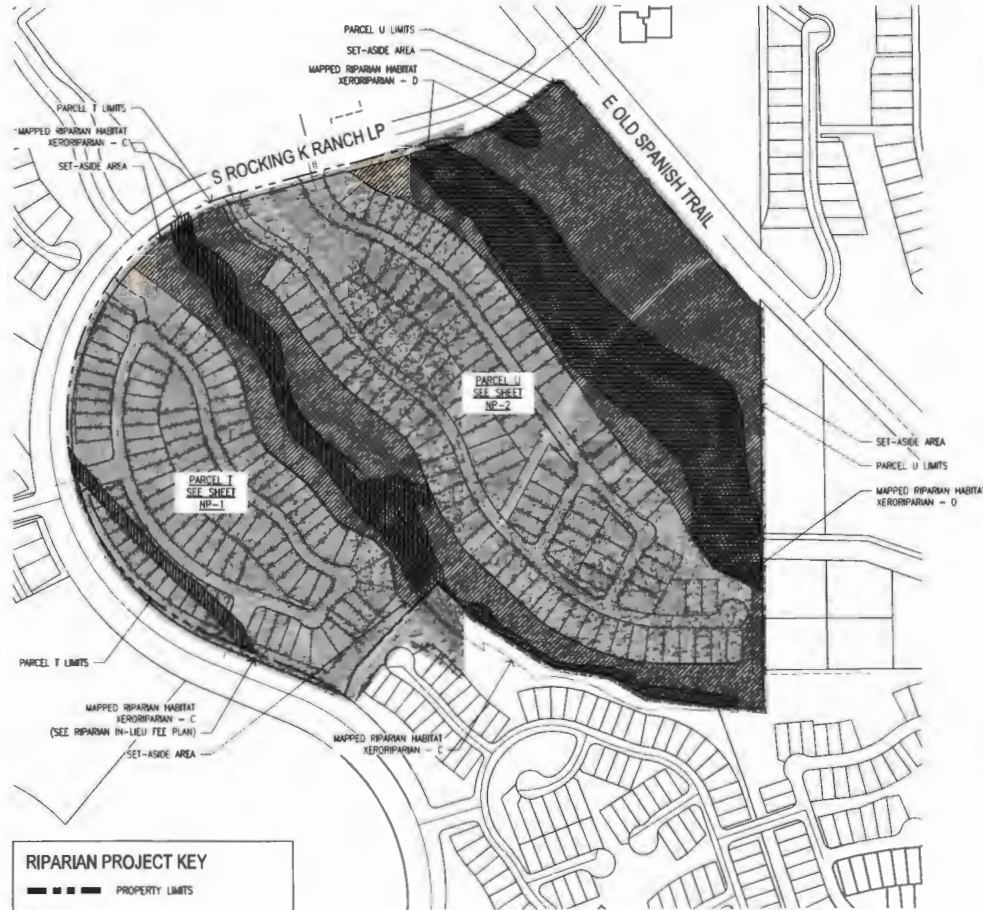 PARCEL U LIMITS
SET-ASIDE AREA
MAPPED RIPARIAN HABITAT
XERORIPARIAN - D
PARCEL T LIMITS
MAPPED RIPARIAN HABITAT
XERORIPARIAN - C
SET-ASIDE AREA
S ROCKING K RANCH LP
E OLD SPANISH TRAIL
PARCEL U
SEE SHEET
NP-2
PARCEL T
SEE SHEET
NP-1
SET-ASIDE AREA
PARCEL U LIMITS
MAPPED RIPARIAN HABITAT
XERORIPARIAN - D
PARCEL T LIMITS
MAPPED RIPARIAN HABITAT
XERORIPARIAN - C
(SEE RIPARIAN IN-LIEU FEE PLAN)
SET-ASIDE AREA
MAPPED RIPARIAN HABITAT
XERORIPARIAN - C
RIPARIAN PROJECT KEY
PROPERTY LIMITS